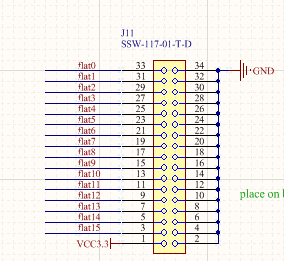 J11
SSW-117-01-T-D
flat0 33 34 GND
flat1 31 32
flat2 29 30
flat3 27 28
flat4 25 26
flat5 23 24
flat6 21 22
flat7 19 20
flat8 17 18
flat9 15 16
flat10 13 14
flat11 11 12
flat12 9 10
flat13 7 8
flat14 5 6
flat15 3 4
VCC3.3 1 2
place on